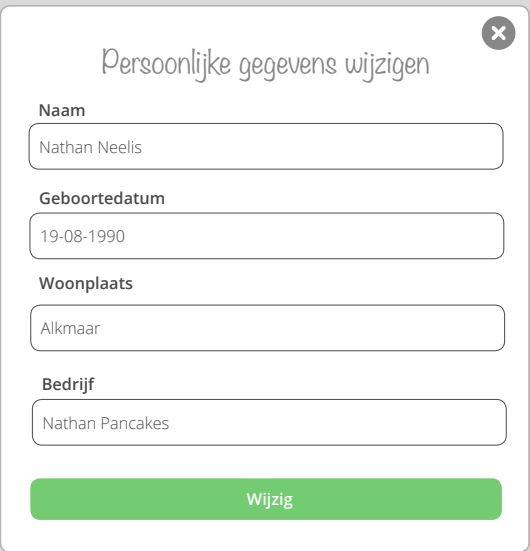 Persoonlijke gegevens wijzigen
Naam
Nathan Neelis
Geboortedatum
19-08-1990
Woonplaats
Alkmaar
Bedrijf
Nathan Pancakes
Wijzig